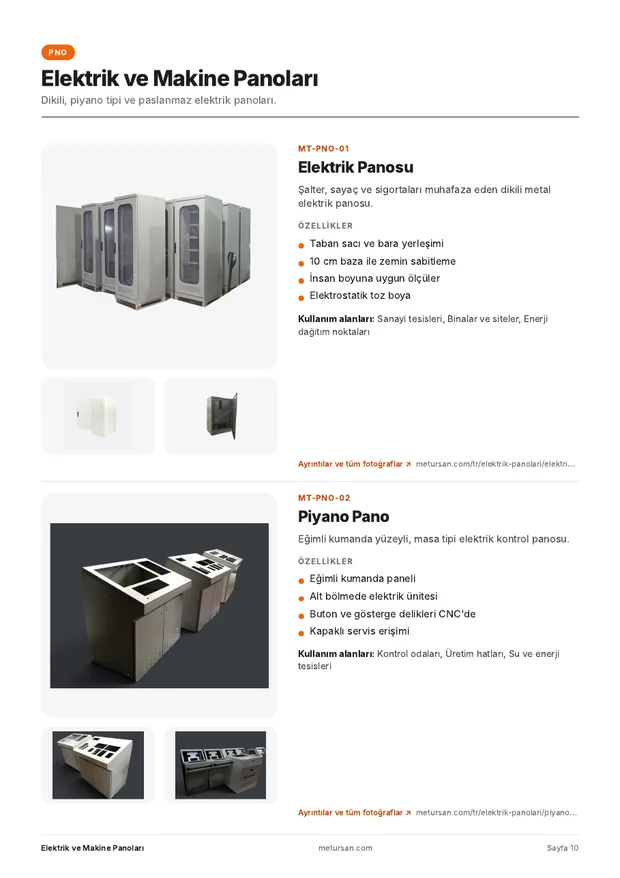 PNO
Elektrik ve Makine Panoları
Dikili, piyano tipi ve paslanmaz elektrik panoları.
MT-PNO-01
Elektrik Panosu
Şalter, sayaç ve sigortaları muhafaza eden dikili metal
elektrik panosu.
ÖZELLİKLER
Taban sacı ve bara yerleşimi
10 cm baza ile zemin sabitleme
İnsan boyuna uygun ölçüler
Elektrostatik toz boya
Kullanım alanları: Sanayi tesisleri, Binalar ve siteler, Enerji
dağıtım noktaları
Ayrıntılar ve tüm fotoğraflar ↗ metursan.com/tr/elektrik-panolari/elektri...
MT-PNO-02
Piyano Pano
Eğimli kumanda yüzeyli, masa tipi elektrik kontrol panosu.
ÖZELLİKLER
Eğimli kumanda paneli
Alt bölmede elektrik ünitesi
Buton ve gösterge delikleri CNC'de
Kapaklı servis erişimi
Kullanım alanları: Kontrol odaları, Üretim hatları, Su ve enerji
tesisleri
Ayrıntılar ve tüm fotoğraflar ↗ metursan.com/tr/elektrik-panolari/piyano...
Elektrik ve Makine Panoları
metursan.com
Sayfa 10